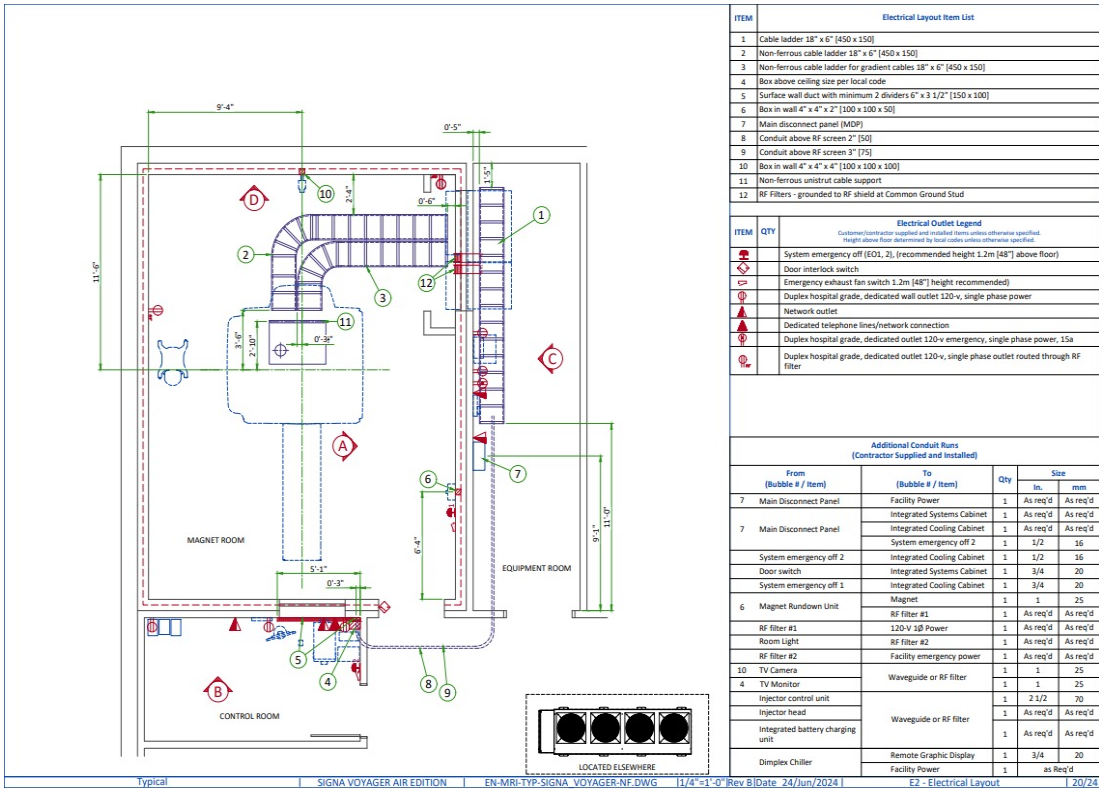 ITEM Electrical Layout Item List
1 Cable ladder 18" x 6" [450 x 150]
2 Non-ferrous cable ladder 18" x 6" [450 x 150]
3 Non-ferrous cable ladder for gradient cables 18" x 6" [450 x 150]
4 Box above ceiling size per local code
5 Surface wall duct with minimum 2 dividers 6" x 3 1/2" [150 x 100]
6 Box in wall 4" x 4" x 2" [100 x 100 x 50]
7 Main disconnect panel (MDP)
8 Conduit above RF screen 2" [50]
9 Conduit above RF screen 3" [75]
10 Box in wall 4" x 4" x 4" [100 x 100 x 100]
11 Non-ferrous unistrut cable support
12 RF Filters - grounded to RF shield at Common Ground Stud
ITEM QTY Electrical Outlet Legend
Customer/contractor supplied and installed items unless otherwise specified.
Height above floor determined by local codes unless otherwise specified.
System emergency off (EO1, 2), (recommended height 1.2m [48"] above floor)
Door interlock switch
Emergency exhaust fan switch 1.2m [48"] height recommended)
Duplex hospital grade, dedicated wall outlet 120-v, single phase power
Network outlet
Dedicated telephone lines/network connection
Duplex hospital grade, dedicated outlet 120-v emergency, single phase power, 15a
Duplex hospital grade, dedicated outlet 120-v, single phase outlet routed through RF
filter
Additional Conduit Runs
(Contractor Supplied and Installed)
From (Bubble # / Item) To (Bubble # / Item) Qty Size
In. mm
7 Main Disconnect Panel Facility Power 1 As req'd As req'd
7 Main Disconnect Panel Integrated Systems Cabinet 1 As req'd As req'd
Integrated Cooling Cabinet 1 As req'd As req'd
System emergency off 2 1 1/2 16
System emergency off 2 Integrated Cooling Cabinet 1 1/2 16
Door switch Integrated Systems Cabinet 1 3/4 20
System emergency off 1 Integrated Cooling Cabinet 1 3/4 20
6 Magnet Rundown Unit Magnet 1 1 25
RF filter #1 1 As req'd As req'd
RF filter #1 120-V 1Ø Power 1 As req'd As req'd
Room Light RF filter #2 1 As req'd As req'd
RF filter #2 Facility emergency power 1 As req'd As req'd
10 TV Camera Waveguide or RF filter 1 1 25
4 TV Monitor 1 1 25
Injector control unit Waveguide or RF filter 1 2 1/2 70
Injector head 1 As req'd As req'd
Integrated battery charging
unit 1 As req'd As req'd
Dimplex Chiller Remote Graphic Display 1 3/4 20
Facility Power 1 as Req'd
9'-4"
0'-5"
1'-5"
D
10
2'-4"
0'-6"
1
2
12
11'-6"
3
11
3'-6"
2'-10"
C
A
7
6
9'-1"
11'-0"
6'-4"
MAGNET ROOM
EQUIPMENT ROOM
5'-1"
0'-3"
5
4
8
9
B
CONTROL ROOM
LOCATED ELSEWHERE
Typical SIGNA VOYAGER AIR EDITION EN-MRI-TYP-SIGNA_VOYAGER-NF.DWG 1/4"=1'-0" Rev B Date 24/Jun/2024 E2 - Electrical Layout 20/24